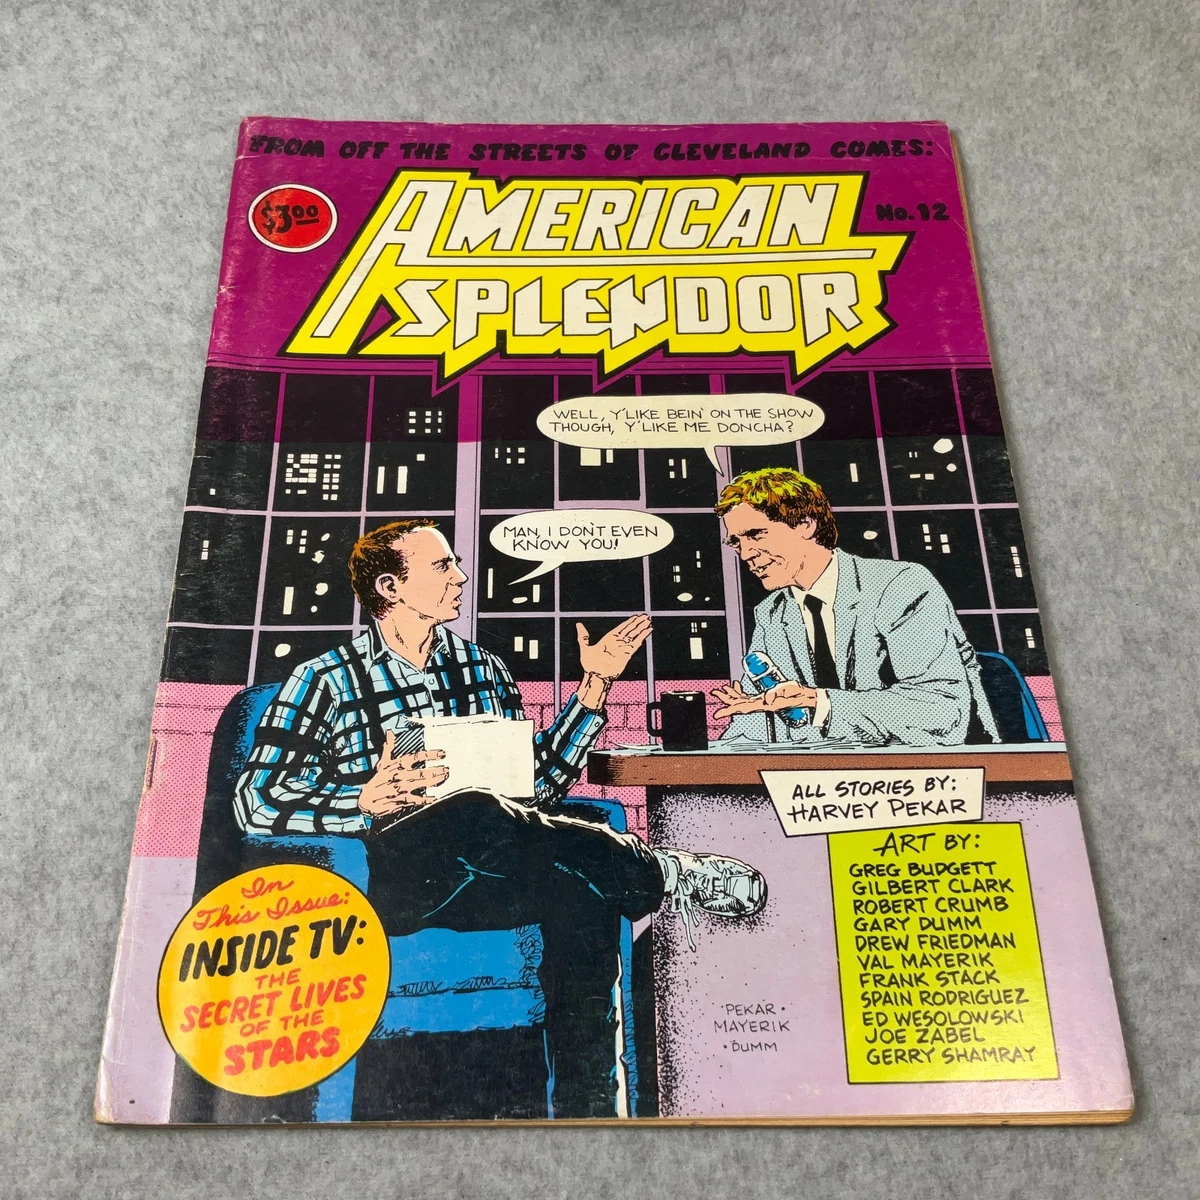 FROM OFF THE STREETS OF CLEVELAND COMES:
$3.00
AMERICAN
SPLENDOR
No. 12
WELL, Y'LIKE BEIN' ON THE SHOW
THOUGH, Y'LIKE ME DONCHA?
MAN, I DON'T EVEN
KNOW YOU!
ALL STORIES BY:
HARVEY PEKAR
ART BY:
GREG BUDGETT
GILBERT CLARK
ROBERT CRUMB
GARY DUMM
DREW FRIEDMAN
VAL MAYERIK
FRANK STACK
SPAIN RODRIGUEZ
ED WESOLOWSKI
JOE ZABEL
GERRY SHAMRAY
In
This Issue:
INSIDE TV:
THE
SECRET LIVES
OF THE
STARS
PEKAR •
MAYERIK
• DUMM